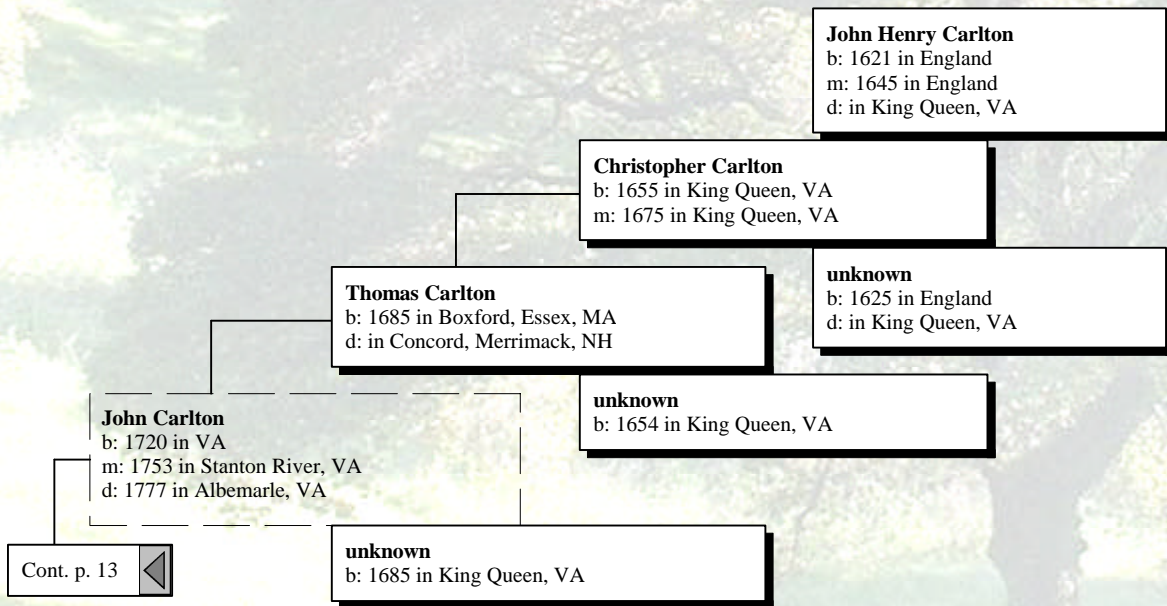 John Henry Carlton
b: 1621 in England
m: 1645 in England
d: in King Queen, VA
Christopher Carlton
b: 1655 in King Queen, VA
m: 1675 in King Queen, VA
unknown
b: 1625 in England
d: in King Queen, VA
Thomas Carlton
b: 1685 in Boxford, Essex, MA
d: in Concord, Merrimack, NH
unknown
b: 1654 in King Queen, VA
John Carlton
b: 1720 in VA
m: 1753 in Stanton River, VA
d: 1777 in Albemarle, VA
unknown
b: 1685 in King Queen, VA
Cont. p. 13